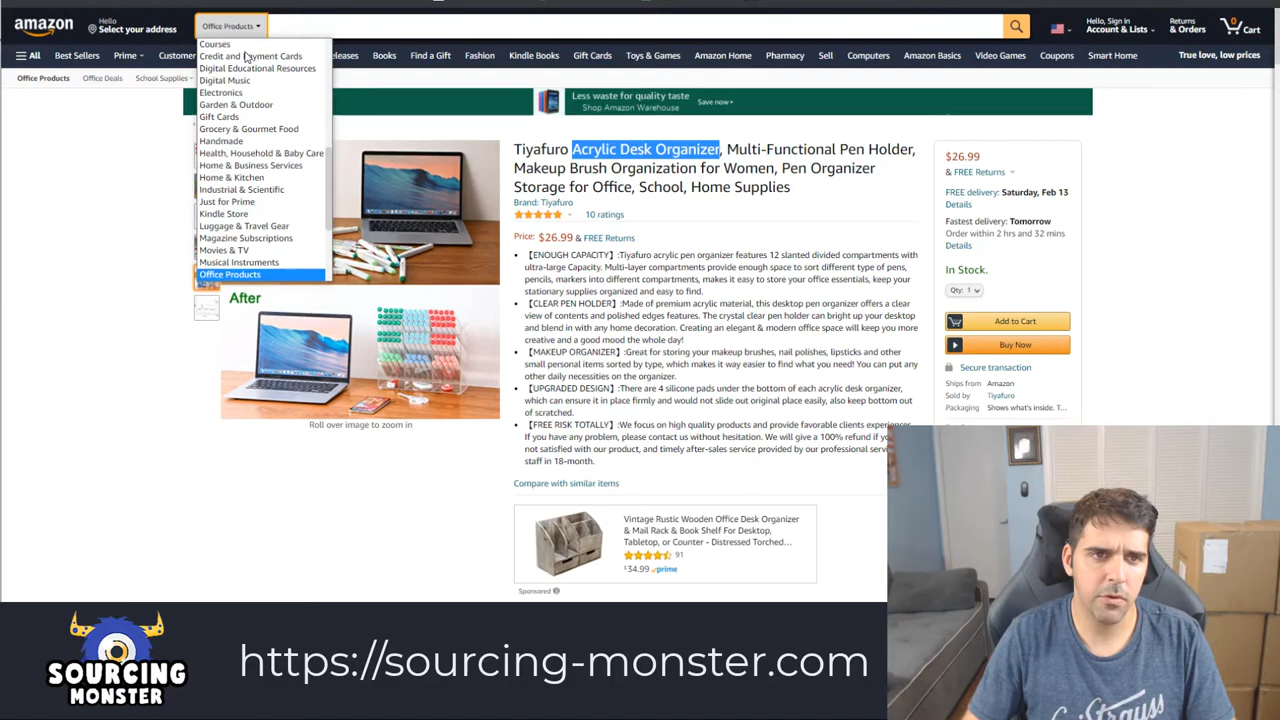 amazon
Hello
Select your address
Office Products
Hello, Sign in
Account & Lists
Returns
& Orders
0
Cart
All
Best Sellers
Prime
Customer
Releases
Books
Find a Gift
Fashion
Kindle Books
Gift Cards
Toys & Games
Amazon Home
Pharmacy
Sell
Computers
Amazon Basics
Video Games
Coupons
Smart Home
True love, low prices
Office Products
Office Deals
School Supplies
Courses
Credit and Payment Cards
Digital Educational Resources
Digital Music
Electronics
Garden & Outdoor
Gift Cards
Grocery & Gourmet Food
Handmade
Health, Household & Baby Care
Home & Business Services
Home & Kitchen
Industrial & Scientific
Just for Prime
Kindle Store
Luggage & Travel Gear
Magazine Subscriptions
Movies & TV
Musical Instruments
Office Products
Less waste for quality taste
Shop Amazon Warehouse
Save now
After
Roll over image to zoom in
Tiyafuro Acrylic Desk Organizer, Multi-Functional Pen Holder,
Makeup Brush Organization for Women, Pen Organizer
Storage for Office, School, Home Supplies
Brand: Tiyafuro
10 ratings
Price: $26.99 & FREE Returns
• 【ENOUGH CAPACITY】:Tiyafuro acrylic pen organizer features 12 slanted divided compartments with
ultra-large Capacity. Multi-layer compartments provide enough space to sort different type of pens,
pencils, markers into different compartments, makes it easy to store your office essentials, keep your
stationary supplies organized and easy to find.
• 【CLEAR PEN HOLDER】:Made of premium acrylic material, this desktop pen organizer offers a clear
view of contents and polished edges features. The crystal clear pen holder can bright up your desktop
and blend in with any home decoration. Creating an elegant & modern office space will keep you more
creative and a good mood the whole day!
• 【MAKEUP ORGANIZER】:Great for storing your makeup brushes, nail polishes, lipsticks and other
small personal items sorted by type, which makes it way easier to find what you need! You can put any
other daily necessities on the organizer.
• 【UPGRADED DESIGN】:There are 4 silicone pads under the bottom of each acrylic desk organizer,
which can ensure it in place firmly and would not slide out original place easily, also keep bottom out
of scratched.
• 【FREE RISK TOTALLY】:We focus on high quality products and provide favorable clients experiences.
If you have any problem, please contact us without hesitation. We will give a 100% refund if
not satisfied with our product, and timely after-sales service provided by our professional
staff in 18-month.
Compare with similar items
Vintage Rustic Wooden Office Desk Organizer
& Mail Rack & Book Shelf For Desktop,
Tabletop, or Counter - Distressed Torched...
91
$34.99 prime
Sponsored
$26.99
& FREE Returns
FREE delivery: Saturday, Feb 13
Details
Fastest delivery: Tomorrow
Order within 2 hrs and 32 mins
Details
In Stock.
Qty: 1
Add to Cart
Buy Now
Secure transaction
Ships from Amazon
Sold by Tiyafuro
Packaging Shows what's inside. T...
SOURCING
MONSTER
https://sourcing-monster.com